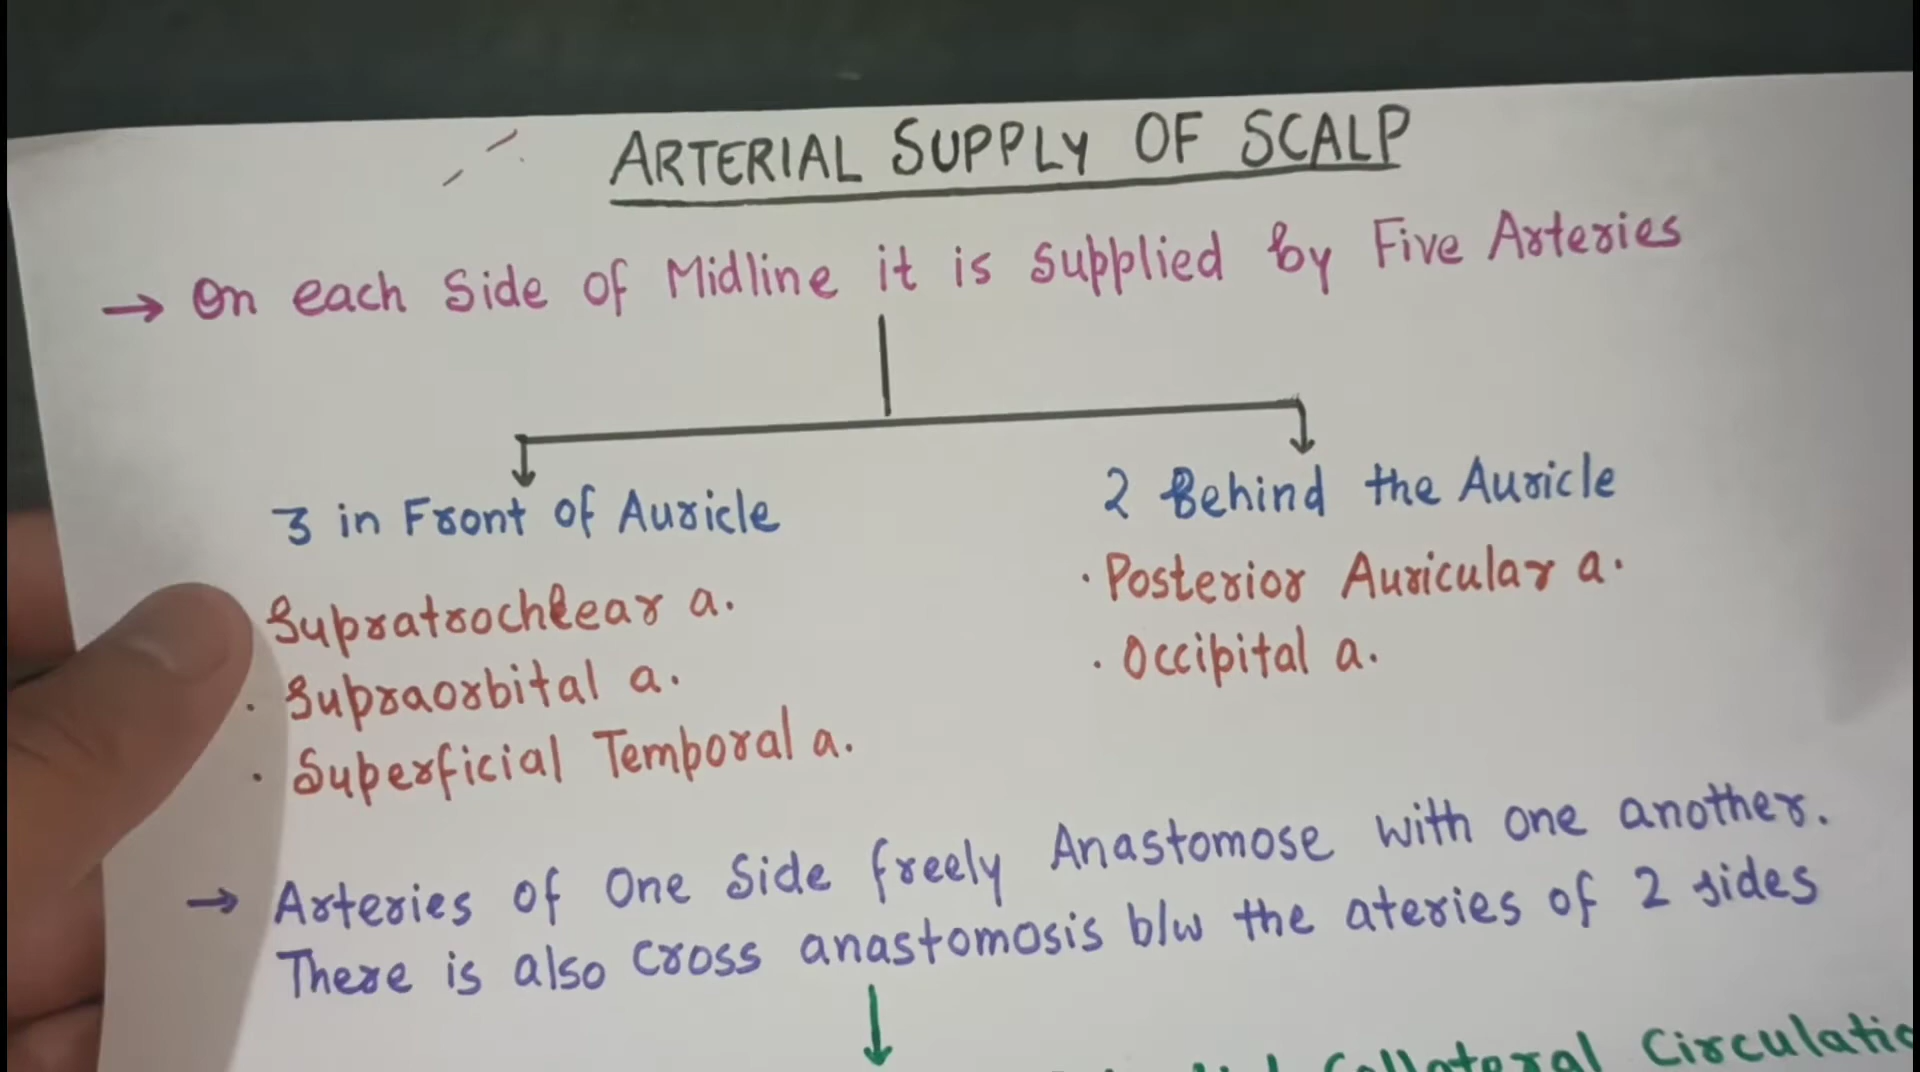 ARTERIAL SUPPLY OF SCALP
→ On each Side of Midline it is Supplied by Five Arteries
3 in Front of Auricle
2 Behind the Auricle
Supratrochlear a.
· Supraorbital a.
· Superficial Temporal a.
· Posterior Auricular a.
· Occipital a.
→ Arteries of One Side freely Anastomose with one another.
There is also cross anastomosis b/w the ateries of 2 sides
Collateral Circulatio